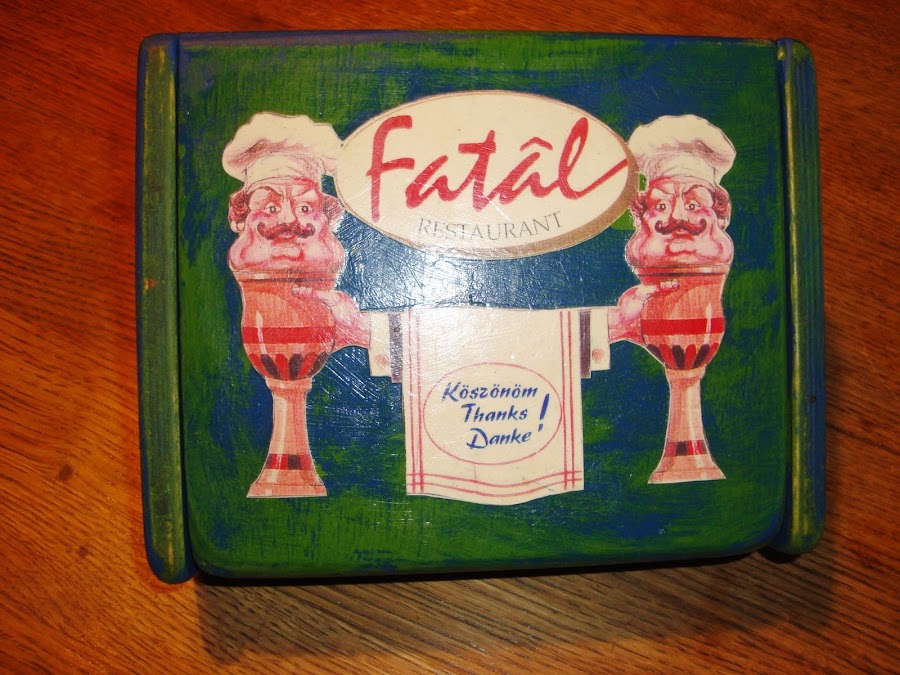 Fatâl
RESTAURANT
Köszönöm
Thanks
Danke!